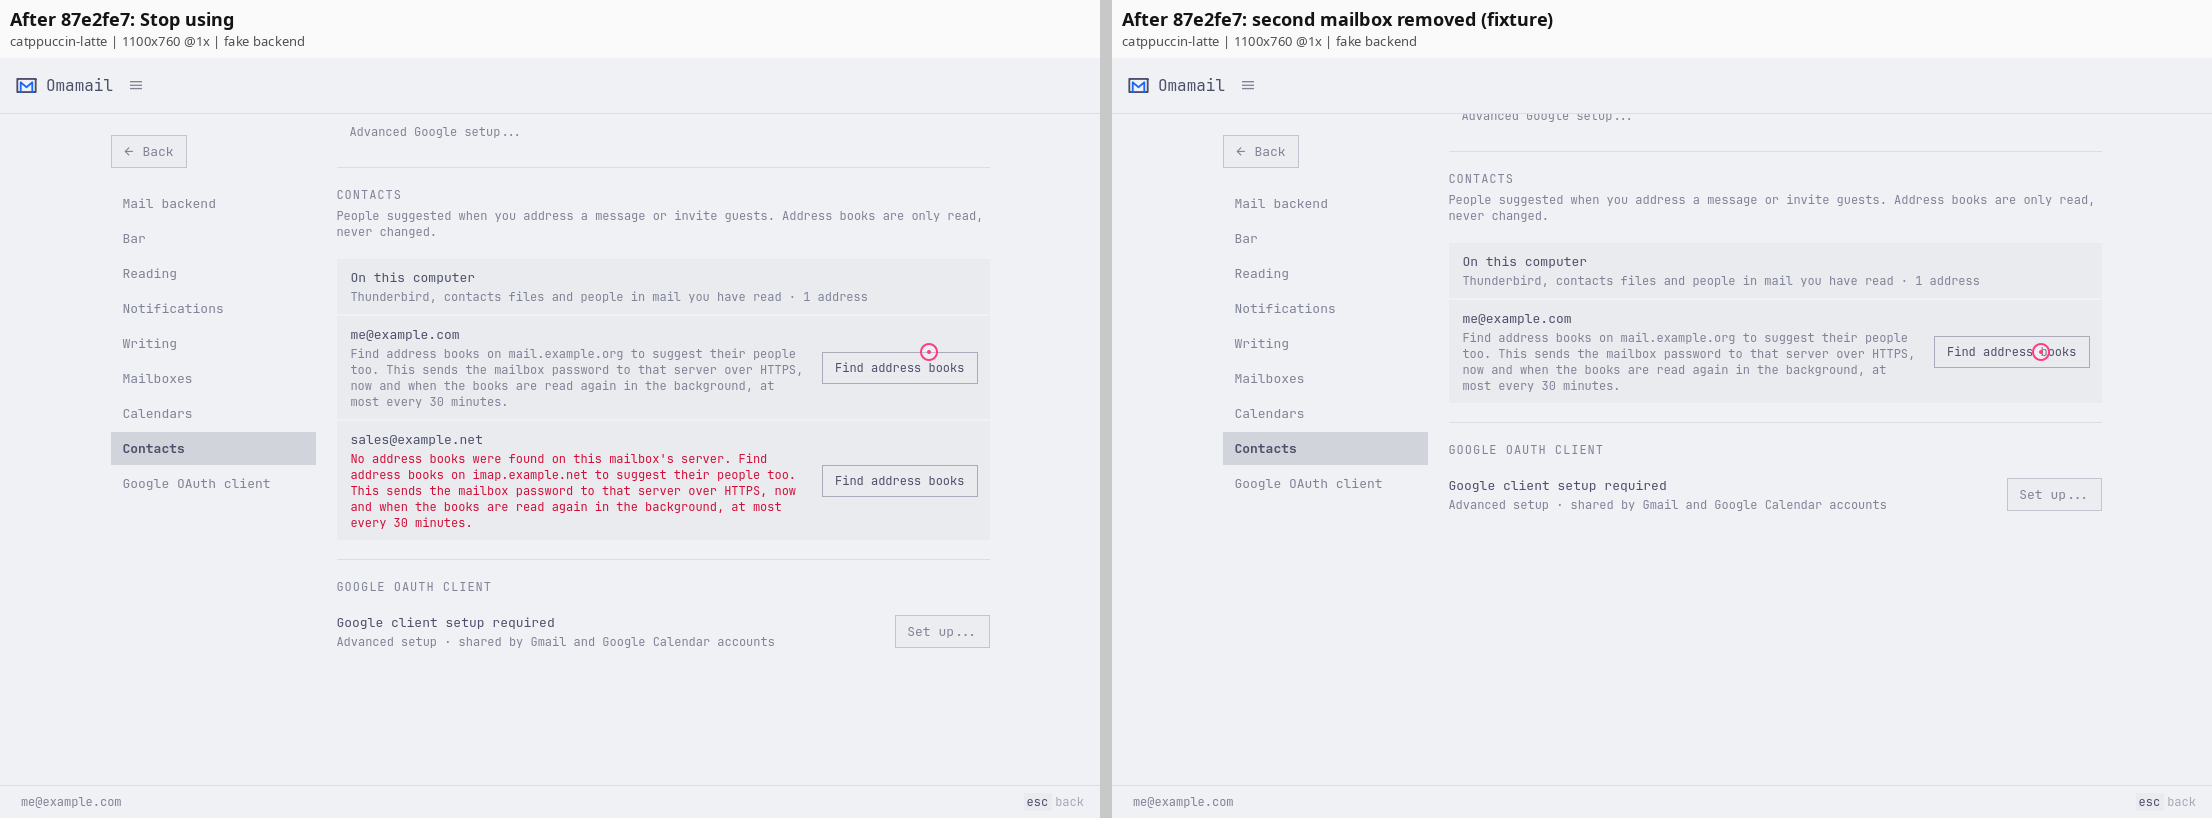 After 87e2fe7: Stop using
catppuccin-latte | 1100x760 @1x | fake backend
Omamail
← Back
Mail backend
Bar
Reading
Notifications
Writing
Mailboxes
Calendars
Contacts
Google OAuth client
Advanced Google setup...
CONTACTS
People suggested when you address a message or invite guests. Address books are only read,
never changed.
On this computer
Thunderbird, contacts files and people in mail you have read · 1 address
me@example.com
Find address books on mail.example.org to suggest their people
too. This sends the mailbox password to that server over HTTPS,
now and when the books are read again in the background, at
most every 30 minutes.
Find address books
sales@example.net
No address books were found on this mailbox's server. Find
address books on imap.example.net to suggest their people too.
This sends the mailbox password to that server over HTTPS, now
and when the books are read again in the background, at most
every 30 minutes.
Find address books
GOOGLE OAUTH CLIENT
Google client setup required
Advanced setup · shared by Gmail and Google Calendar accounts
Set up...
me@example.com
esc back
After 87e2fe7: second mailbox removed (fixture)
catppuccin-latte | 1100x760 @1x | fake backend
Omamail
← Back
Mail backend
Bar
Reading
Notifications
Writing
Mailboxes
Calendars
Contacts
Google OAuth client
Advanced Google setup...
CONTACTS
People suggested when you address a message or invite guests. Address books are only read,
never changed.
On this computer
Thunderbird, contacts files and people in mail you have read · 1 address
me@example.com
Find address books on mail.example.org to suggest their people
too. This sends the mailbox password to that server over HTTPS,
now and when the books are read again in the background, at
most every 30 minutes.
Find address books
GOOGLE OAUTH CLIENT
Google client setup required
Advanced setup · shared by Gmail and Google Calendar accounts
Set up...
me@example.com
esc back